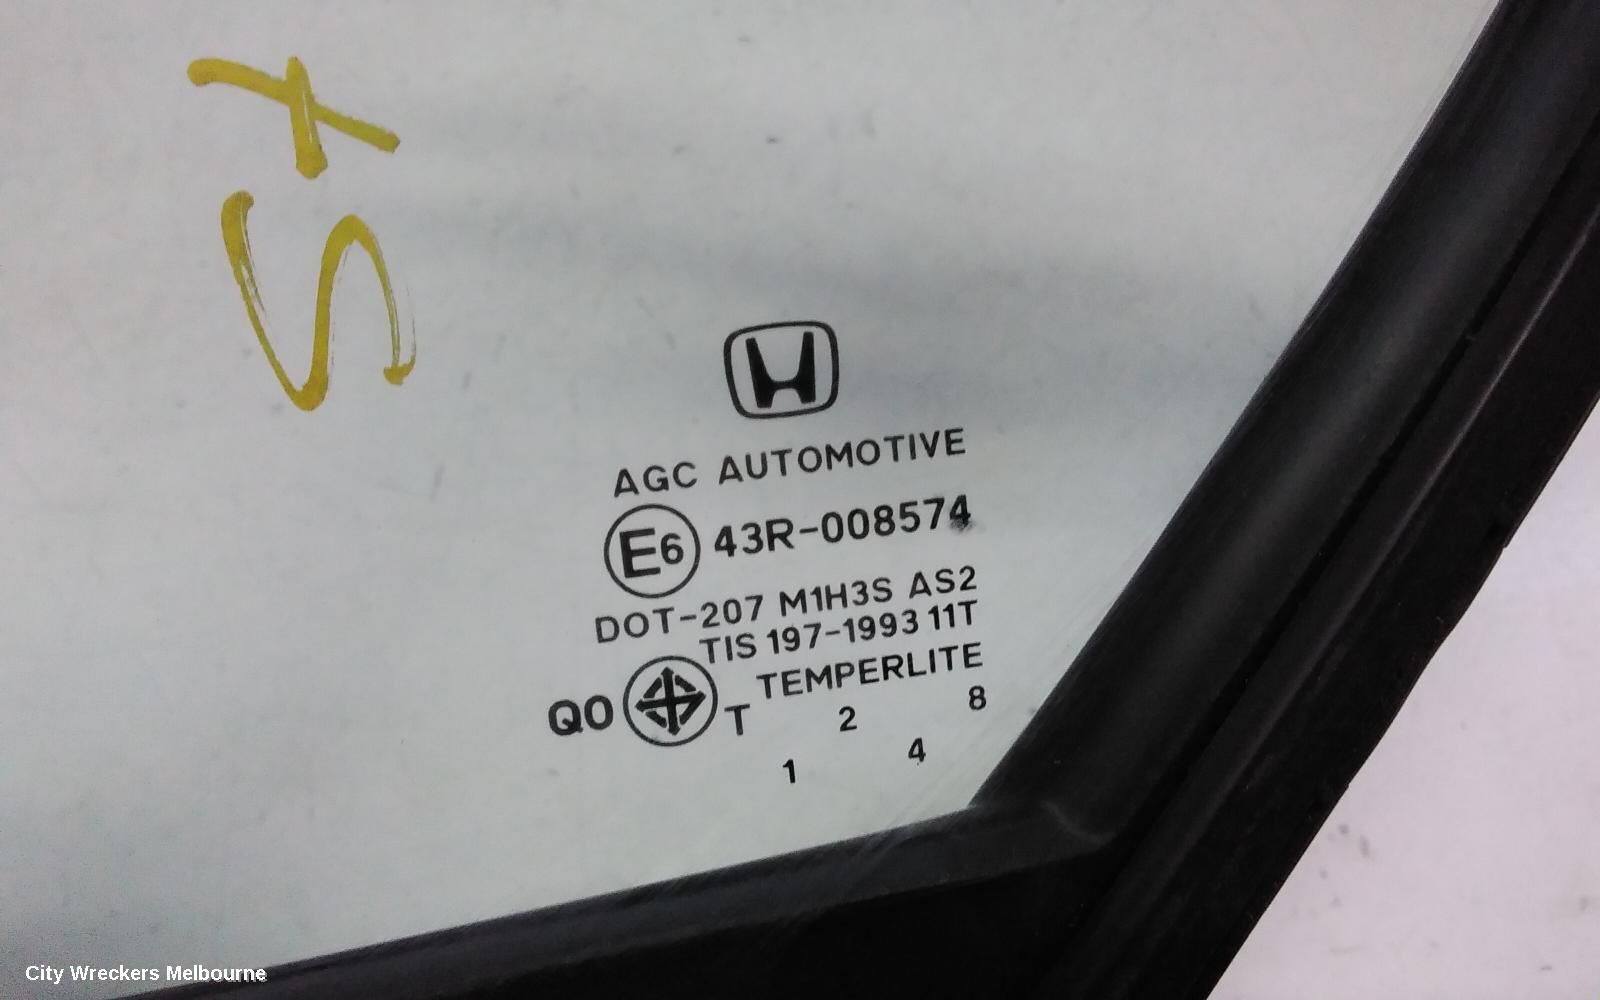 SX
AGC AUTOMOTIVE
E6 43R-008574
DOT-207 M1H3S AS2
TIS 197-1993 11T
TEMPERLITE
QO T
2 8
1 4
City Wreckers Melbourne